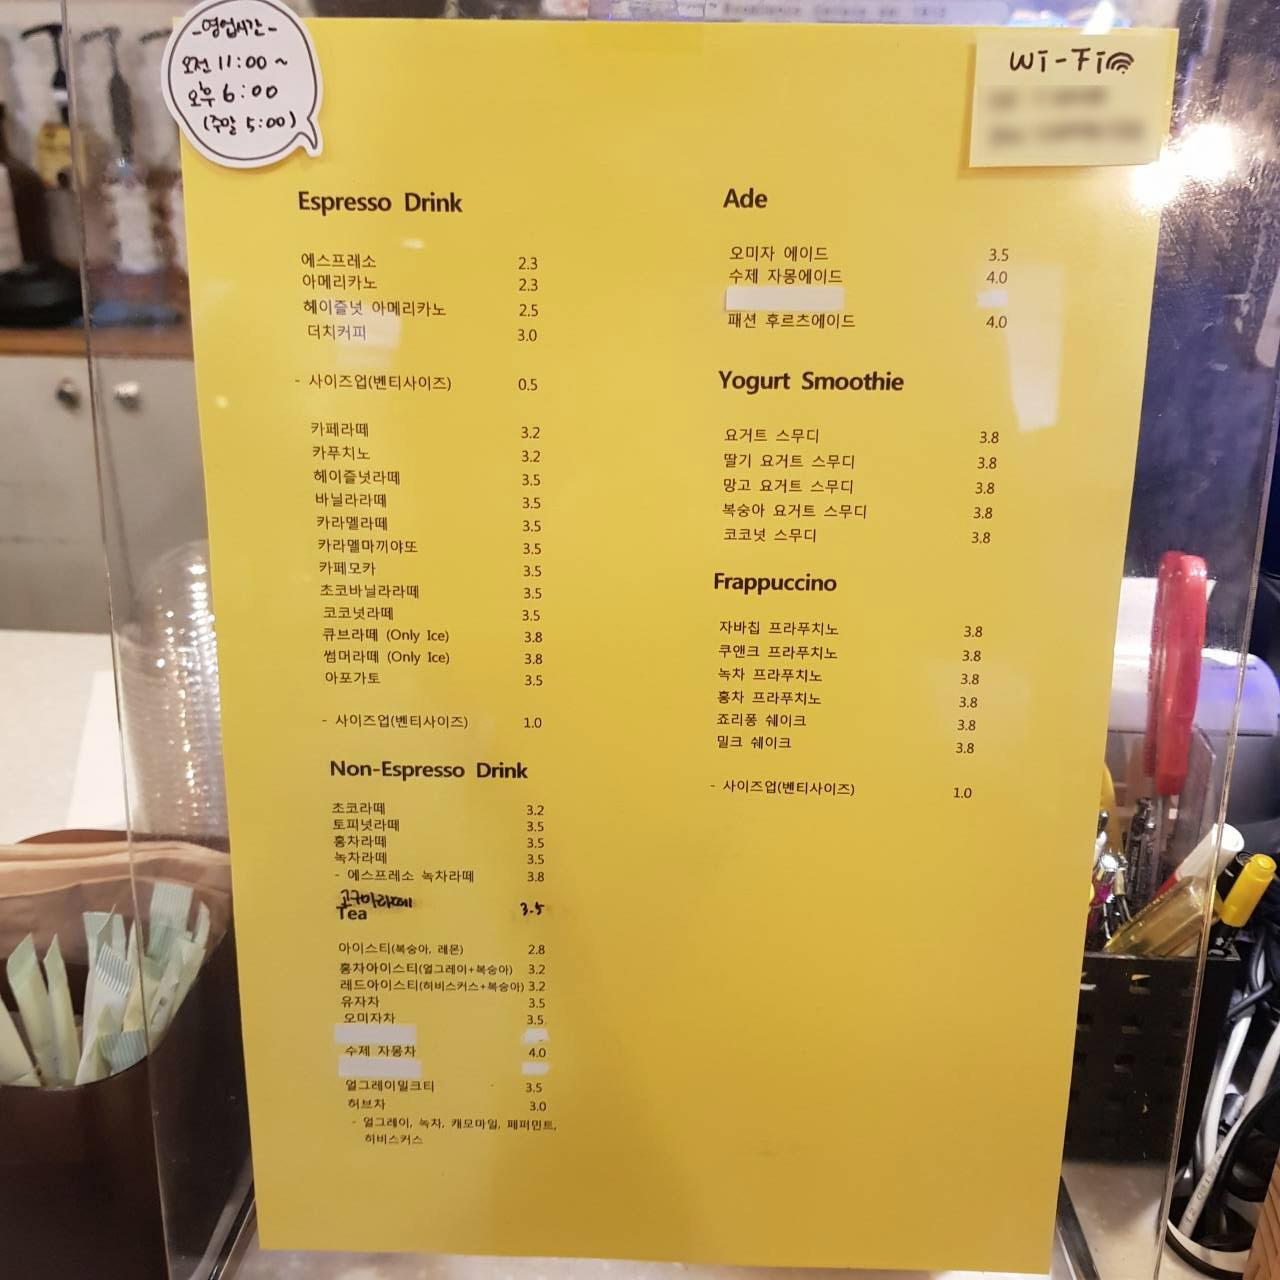 -영업시간-
오전 11:00 ~
오후 6:00
(주말 5:00)
Wi-Fi
Espresso Drink
에스프레소 2.3
아메리카노 2.3
헤이즐넛 아메리카노 2.5
더치커피 3.0
- 사이즈업(벤티사이즈) 0.5
카페라떼 3.2
카푸치노 3.2
헤이즐넛라떼 3.5
바닐라라떼 3.5
카라멜라떼 3.5
카라멜마끼야또 3.5
카페모카 3.5
초코바닐라라떼 3.5
코코넛라떼 3.5
큐브라떼 (Only Ice) 3.8
썸머라떼 (Only Ice) 3.8
아포가토 3.5
- 사이즈업(벤티사이즈) 1.0
Non-Espresso Drink
초코라떼 3.2
토피넛라떼 3.5
홍차라떼 3.5
녹차라떼 3.5
- 에스프레소 녹차라떼 3.8
고구마라떼 3.5
Tea
아이스티(복숭아, 레몬) 2.8
홍차아이스티(얼그레이+복숭아) 3.2
레드아이스티(히비스커스+복숭아) 3.2
유자차 3.5
오미자차 3.5
수제 자몽차 4.0
얼그레이밀크티 3.5
허브차 3.0
- 얼그레이, 녹차, 캐모마일, 페퍼민트,
히비스커스
Ade
오미자 에이드 3.5
수제 자몽에이드 4.0
패션 후르츠에이드 4.0
Yogurt Smoothie
요거트 스무디 3.8
딸기 요거트 스무디 3.8
망고 요거트 스무디 3.8
복숭아 요거트 스무디 3.8
코코넛 스무디 3.8
Frappuccino
자바칩 프라푸치노 3.8
쿠앤크 프라푸치노 3.8
녹차 프라푸치노 3.8
홍차 프라푸치노 3.8
죠리퐁 쉐이크 3.8
밀크 쉐이크 3.8
- 사이즈업(벤티사이즈) 1.0